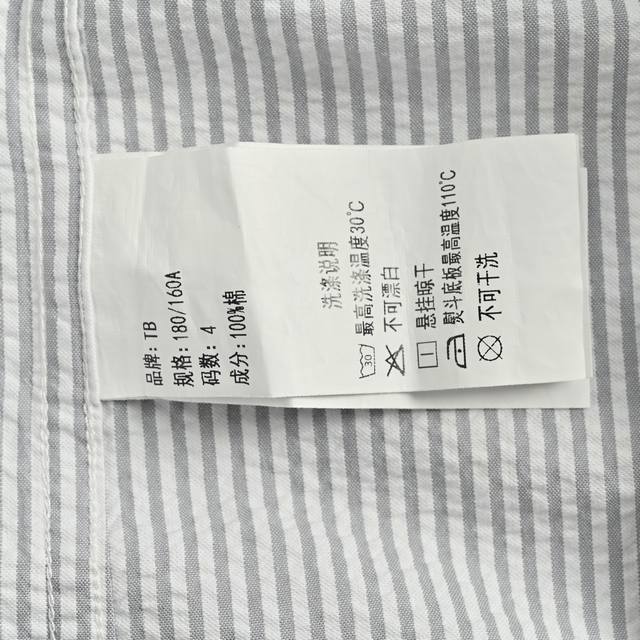 品牌: TB
规格: 180/160A
码数: 4
成分: 100%棉
洗涤说明
30 最高洗涤温度30℃
不可漂白
悬挂晾干
熨斗底板最高温度110℃
不可干洗